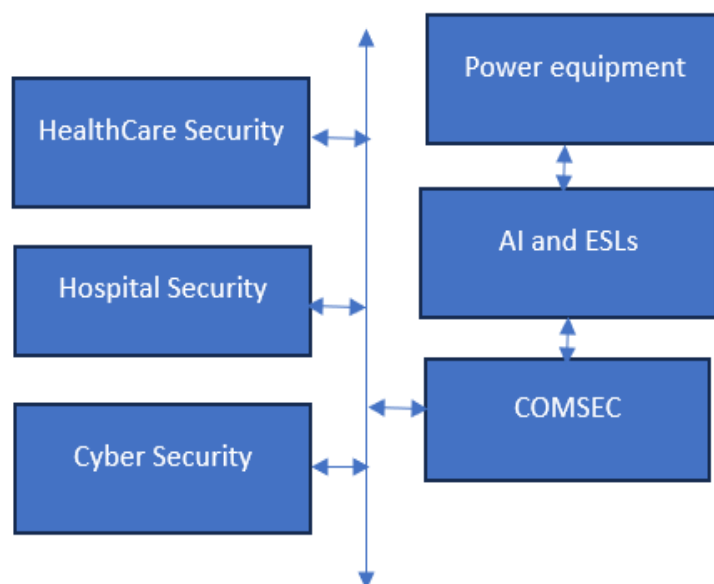 HealthCare Security
Hospital Security
Cyber Security
Power equipment
AI and ESLs
COMSEC